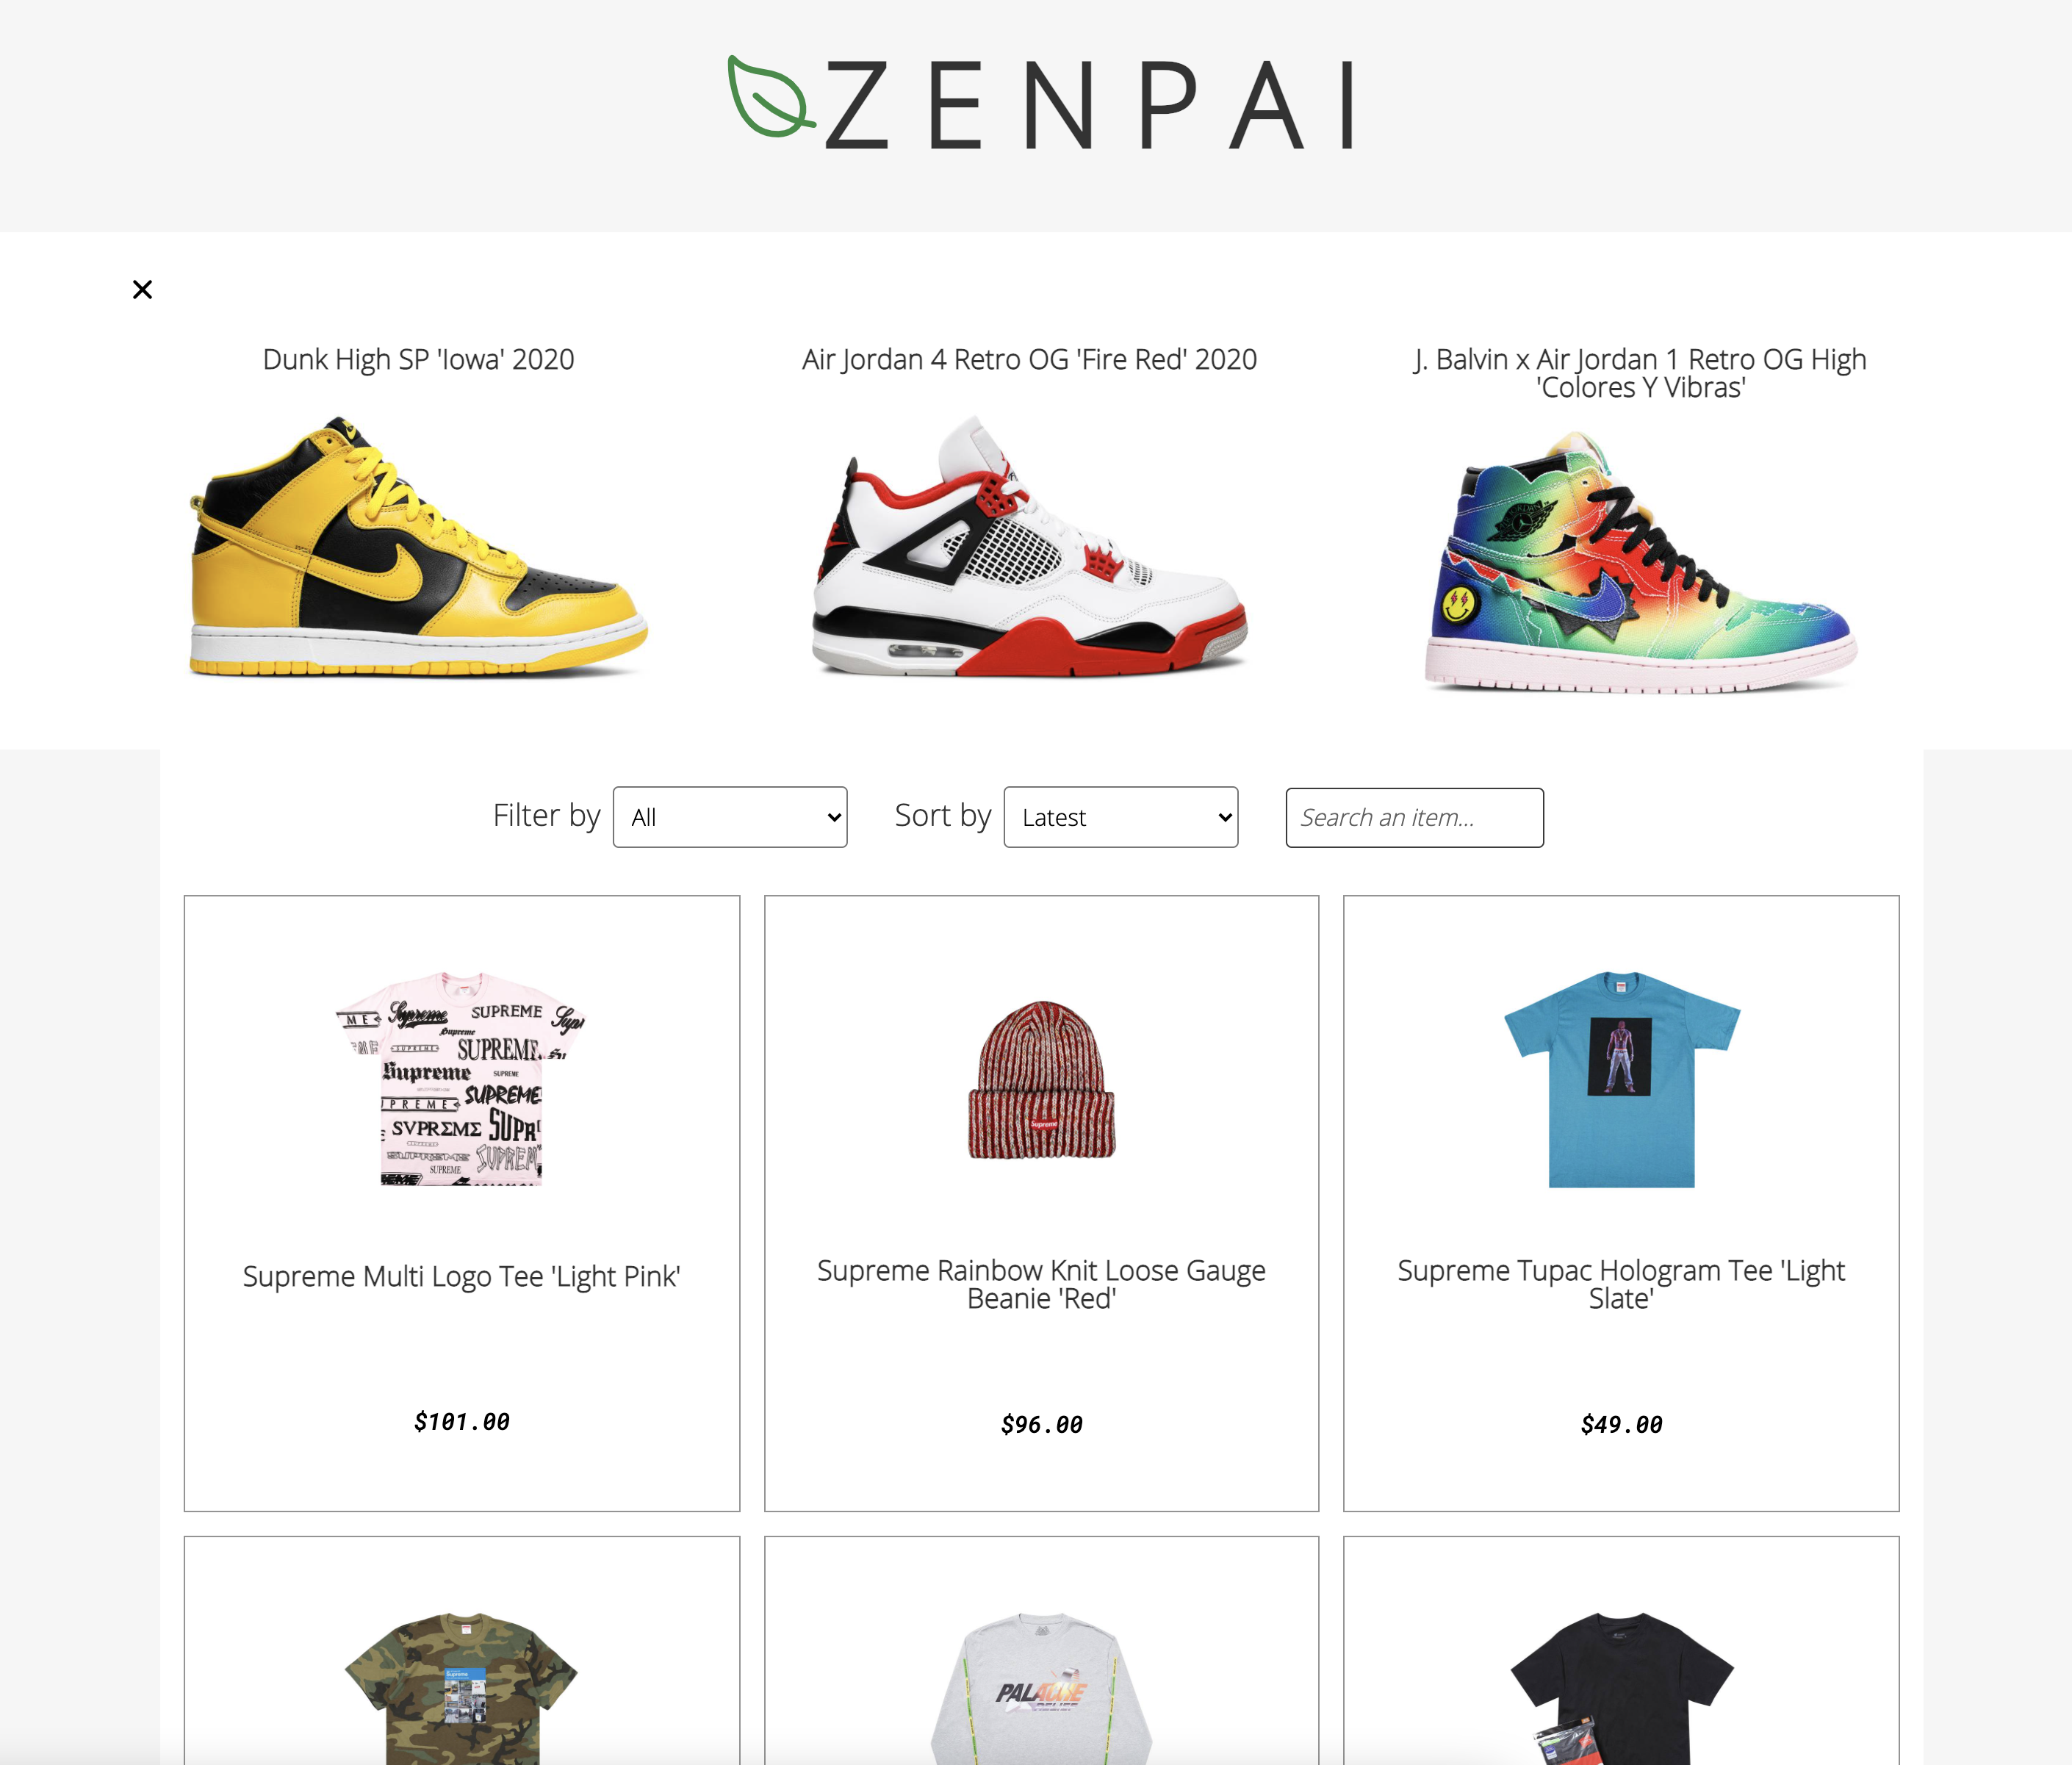 ZENPAI
Dunk High SP 'Iowa' 2020
Air Jordan 4 Retro OG 'Fire Red' 2020
J. Balvin x Air Jordan 1 Retro OG High
'Colores Y Vibras'
Filter by
All
Sort by
Latest
Search an item...
Supreme
SUPREME
Supreme
SUPREME
Supreme
SUPREME
SUPREME
SUPREME
Supreme
Supreme Multi Logo Tee 'Light Pink'
Supreme Rainbow Knit Loose Gauge
Beanie 'Red'
Supreme Tupac Hologram Tee 'Light
Slate'
$101.00
$96.00
$49.00
Supreme
PALACE